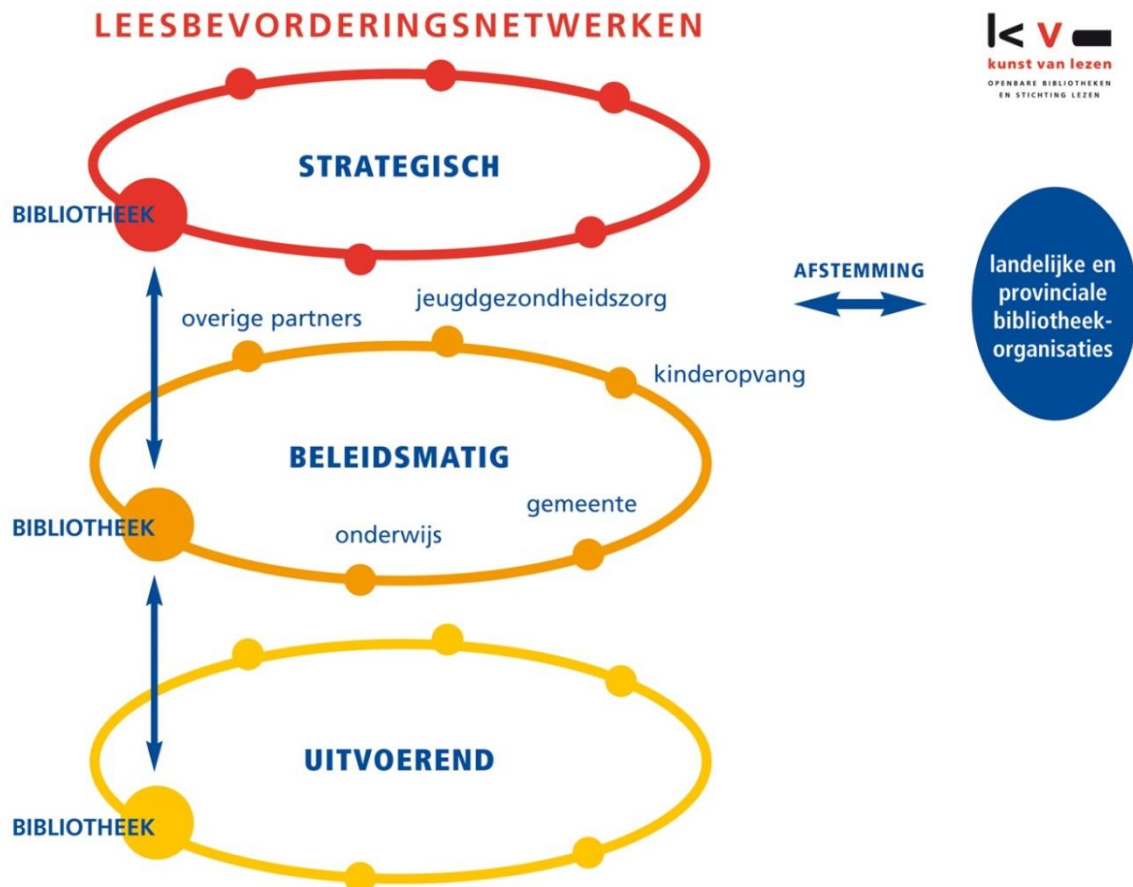 LEESBEVORDERINGSNETWERKEN
kunst van lezen
OPENBARE BIBLIOTHEKEN
EN STICHTING LEZEN
STRATEGISCH
BIBLIOTHEEK
AFSTEMMING
landelijke en
provinciale
bibliotheek-
organisaties
jeugdgezondheidszorg
overige partners
kinderopvang
BELEIDSMATIG
gemeente
BIBLIOTHEEK
onderwijs
UITVOEREND
BIBLIOTHEEK